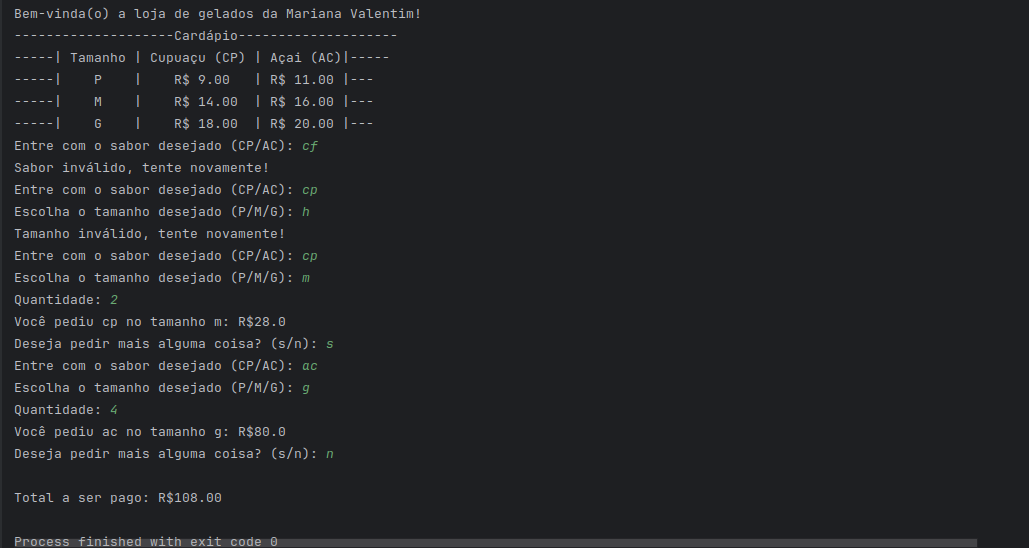 Bem-vinda(o) a loja de gelados da Mariana Valentim!
--------------------Cardápio--------------------
-----| Tamanho | Cupuaçu (CP) | Açai (AC)|-----
-----|    P    |    R$ 9.00   | R$ 11.00 |---
-----|    M    |    R$ 14.00  | R$ 16.00 |---
-----|    G    |    R$ 18.00  | R$ 20.00 |---
Entre com o sabor desejado (CP/AC): cf
Sabor inválido, tente novamente!
Entre com o sabor desejado (CP/AC): cp
Escolha o tamanho desejado (P/M/G): h
Tamanho inválido, tente novamente!
Entre com o sabor desejado (CP/AC): cp
Escolha o tamanho desejado (P/M/G): m
Quantidade: 2
Você pediu cp no tamanho m: R$28.0
Deseja pedir mais alguma coisa? (s/n): s
Entre com o sabor desejado (CP/AC): ac
Escolha o tamanho desejado (P/M/G): g
Quantidade: 4
Você pediu ac no tamanho g: R$80.0
Deseja pedir mais alguma coisa? (s/n): n
Total a ser pago: R$108.00
Process finished with exit code 0